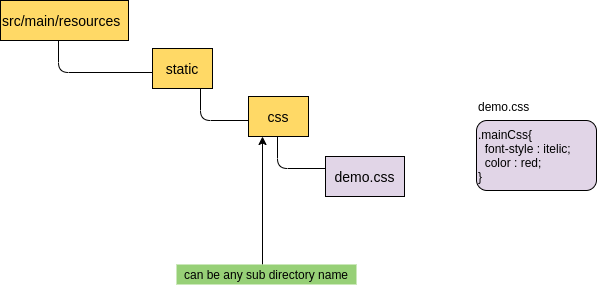 src/main/resources
static
css
demo.css
can be any sub directory name
demo.css
.mainCss{
font-style : itelic;
color : red;
}